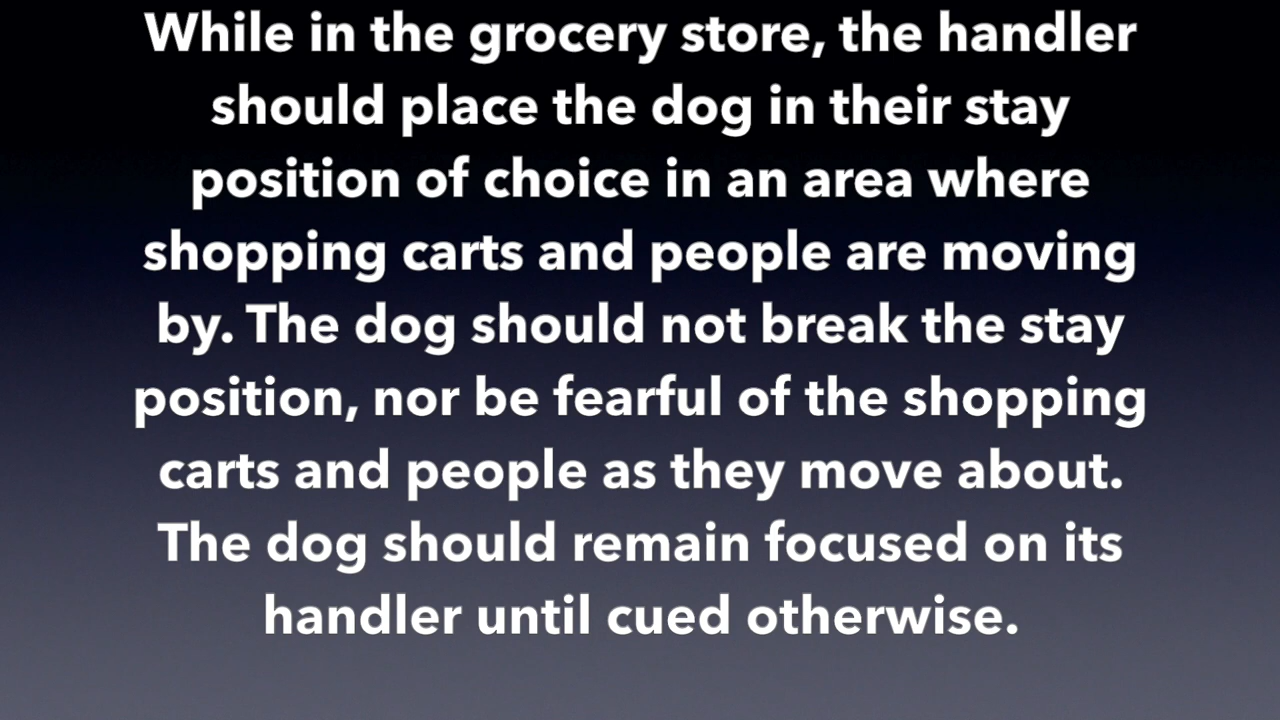 While in the grocery store, the handler
should place the dog in their stay
position of choice in an area where
shopping carts and people are moving
by. The dog should not break the stay
position, nor be fearful of the shopping
carts and people as they move about.
The dog should remain focused on its
handler until cued otherwise.